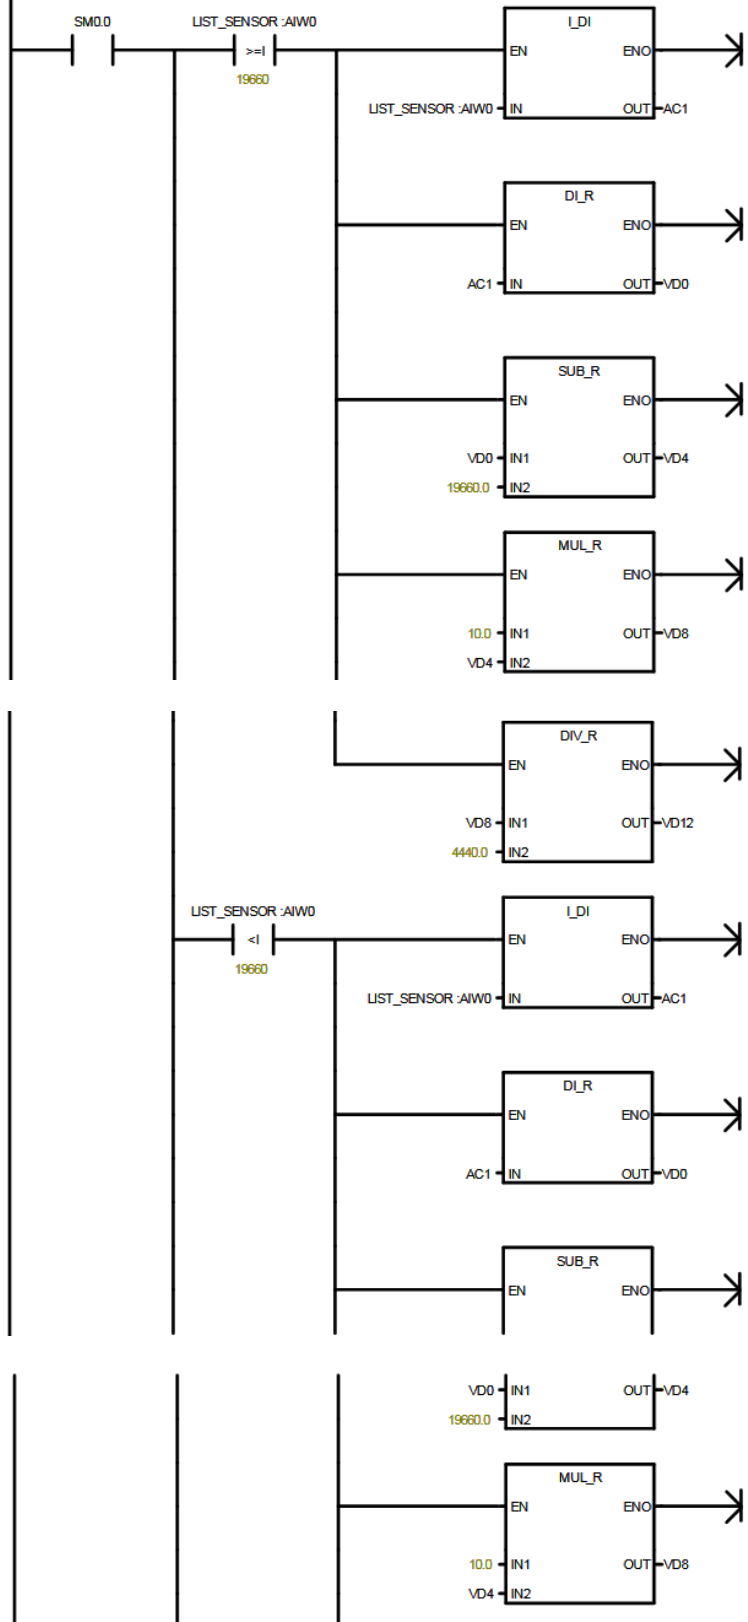 SM0.0
LIST_SENSOR :AIW0
>=I
19660
I_DI
EN
ENO
LIST_SENSOR :AIW0
IN
OUT
AC1
DI_R
EN
ENO
AC1
IN
OUT
VD0
SUB_R
EN
ENO
VD0
IN1
OUT
VD4
19660.0
IN2
MUL_R
EN
ENO
10.0
IN1
OUT
VD8
VD4
IN2
DIV_R
EN
ENO
VD8
IN1
OUT
VD12
4440.0
IN2
LIST_SENSOR :AIW0
<I
19660
I_DI
EN
ENO
LIST_SENSOR :AIW0
IN
OUT
AC1
DI_R
EN
ENO
AC1
IN
OUT
VD0
SUB_R
EN
ENO
VD0
IN1
OUT
VD4
19660.0
IN2
MUL_R
EN
ENO
10.0
IN1
OUT
VD8
VD4
IN2